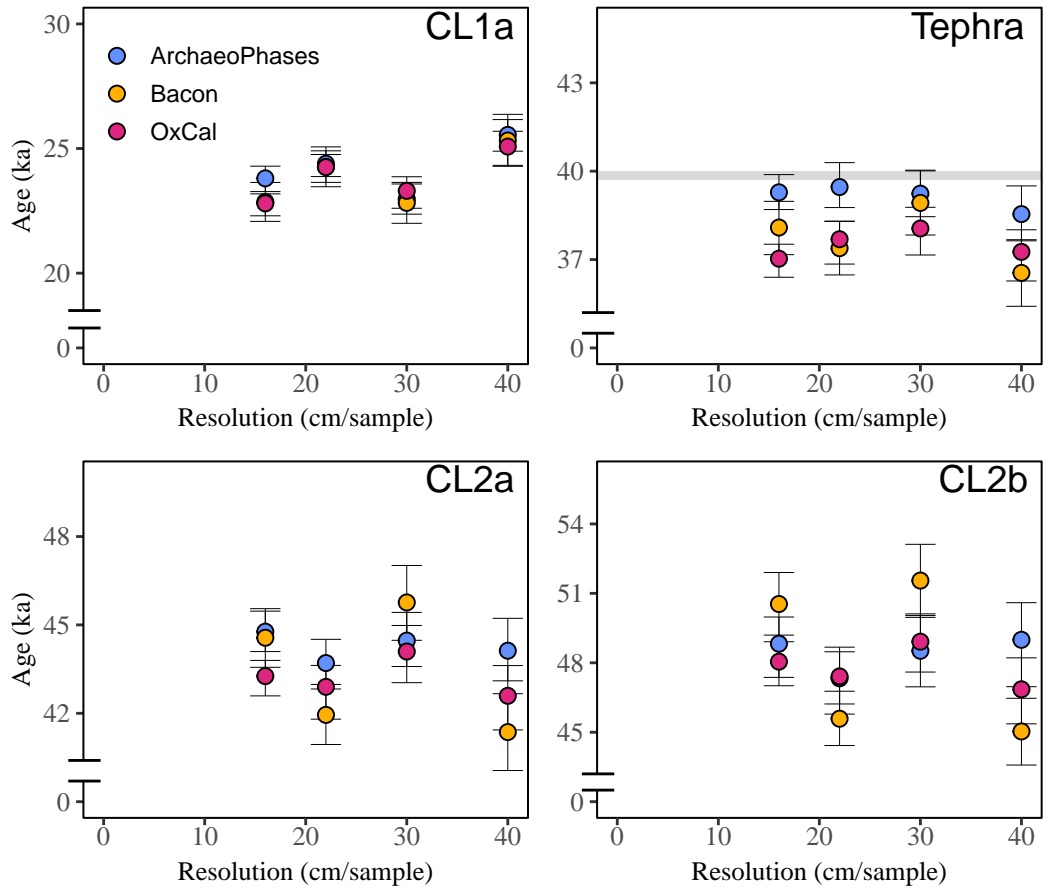 CL1a
30
25
20
0
Age (ka)
ArchaeoPhases
Bacon
OxCal
0 10 20 30 40
Resolution (cm/sample)
Tephra
43
40
37
0
0 10 20 30 40
Resolution (cm/sample)
CL2a
48
45
42
0
Age (ka)
0 10 20 30 40
Resolution (cm/sample)
CL2b
54
51
48
45
0
0 10 20 30 40
Resolution (cm/sample)